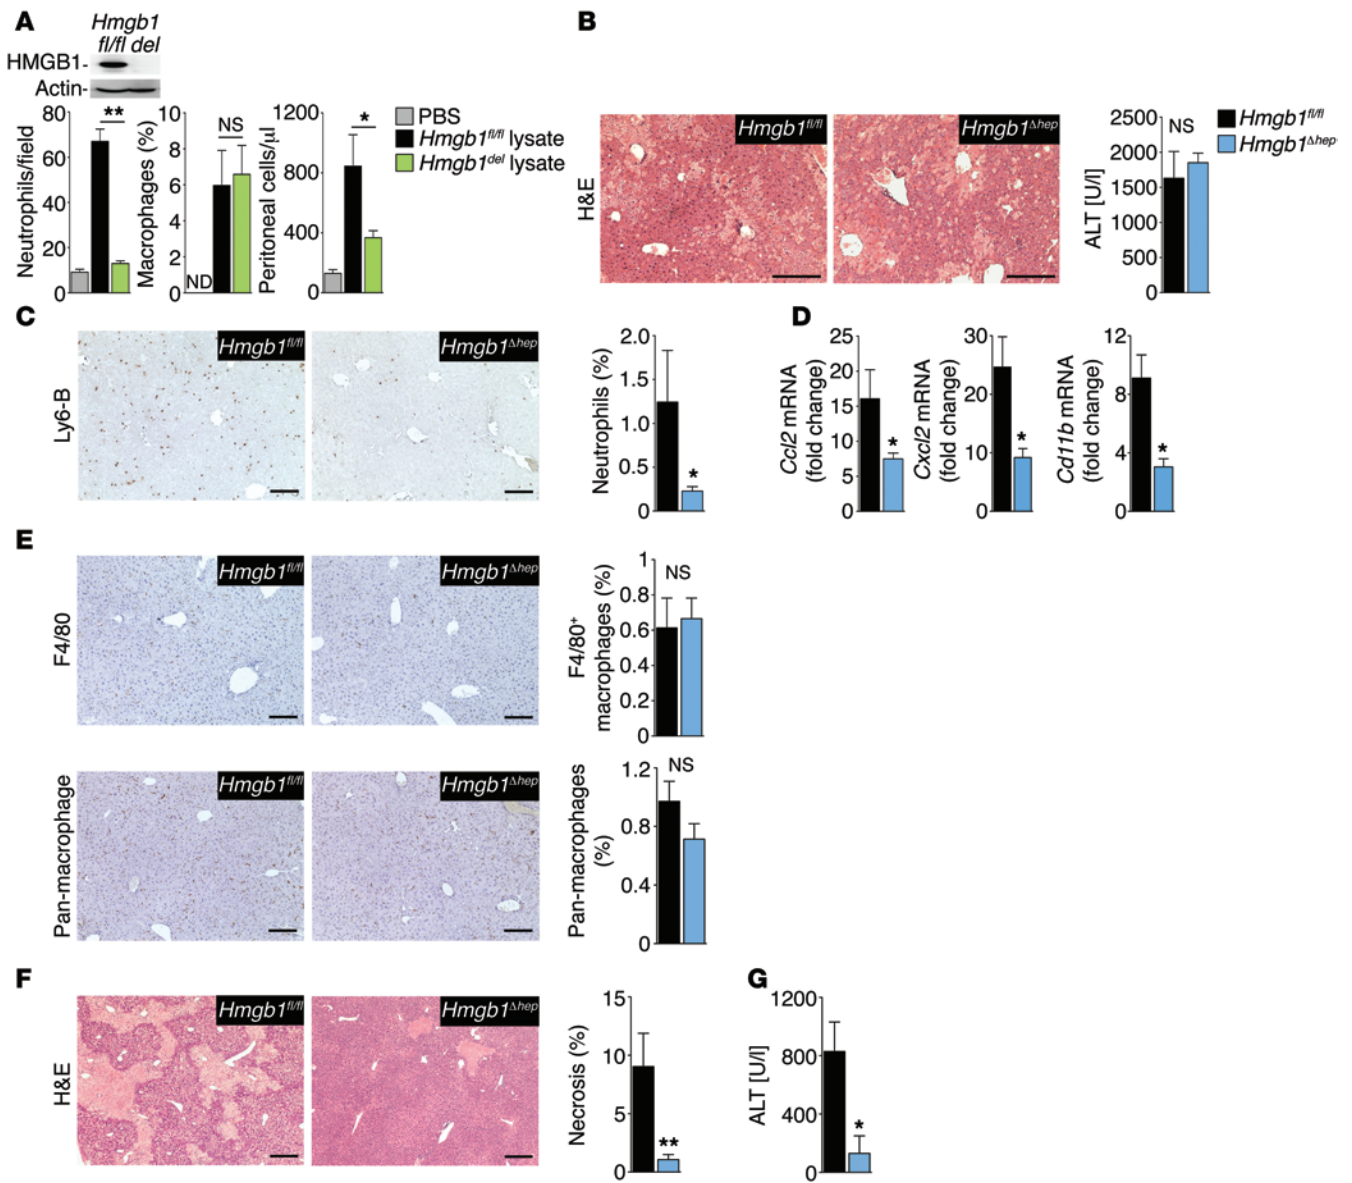 A
Hmgb1
fl/fl del
HMGB1-
Actin-
Neutrophils/field
80
60
40
20
0
**
Macrophages (%)
10
8
6
4
2
0
NS
ND
Peritoneal cells/µl
1200
800
400
0
*
PBS
Hmgb1fl/fl lysate
Hmgb1del lysate
B
H&E
Hmgb1fl/fl
Hmgb1Δhep
ALT [U/l]
2500
2000
1500
1000
500
0
NS
Hmgb1fl/fl
Hmgb1Δhep
C
Ly6-B
Hmgb1fl/fl
Hmgb1Δhep
Neutrophils (%)
2.0
1.5
1.0
0.5
0
*
D
Ccl2 mRNA
(fold change)
25
20
15
10
5
0
*
Cxcl2 mRNA
(fold change)
30
20
10
0
*
Cd11b mRNA
(fold change)
12
8
4
0
*
E
F4/80
Hmgb1fl/fl
Hmgb1Δhep
F4/80+
macrophages (%)
1
0.8
0.6
0.4
0.2
0
NS
Pan-macrophage
Hmgb1fl/fl
Hmgb1Δhep
Pan-macrophages
(%)
1.2
0.8
0.4
0
NS
F
H&E
Hmgb1fl/fl
Hmgb1Δhep
Necrosis (%)
15
10
5
0
**
G
ALT [U/l]
1200
800
400
0
*